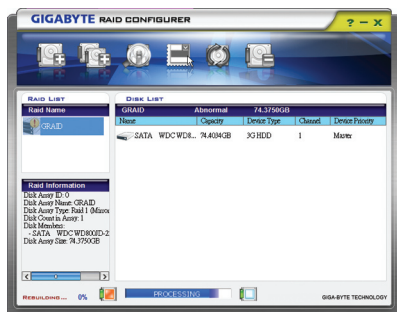 GIGABYTE RAID CONFIGURER
? - X
RAID LIST
DISK LIST
Raid Name
GRAID Abnormal 74.3750GB
Name Capacity Device Type Channel Device Priority
GRAID
SATA WDC WD8... 74.4094GB 3G HDD 1 Master
Raid Information
Disk Array ID: 0
Disk Array Name: GRAID
Disk Array Type: Raid 1 (Mirror
Disk Count in Array: 1
Disk Members:
- SATA WDC WD800JD-2
Disk Array Size: 74.3750GB
REBUILDING... 0% PROCESSING GIGA-BYTE TECHNOLOGY